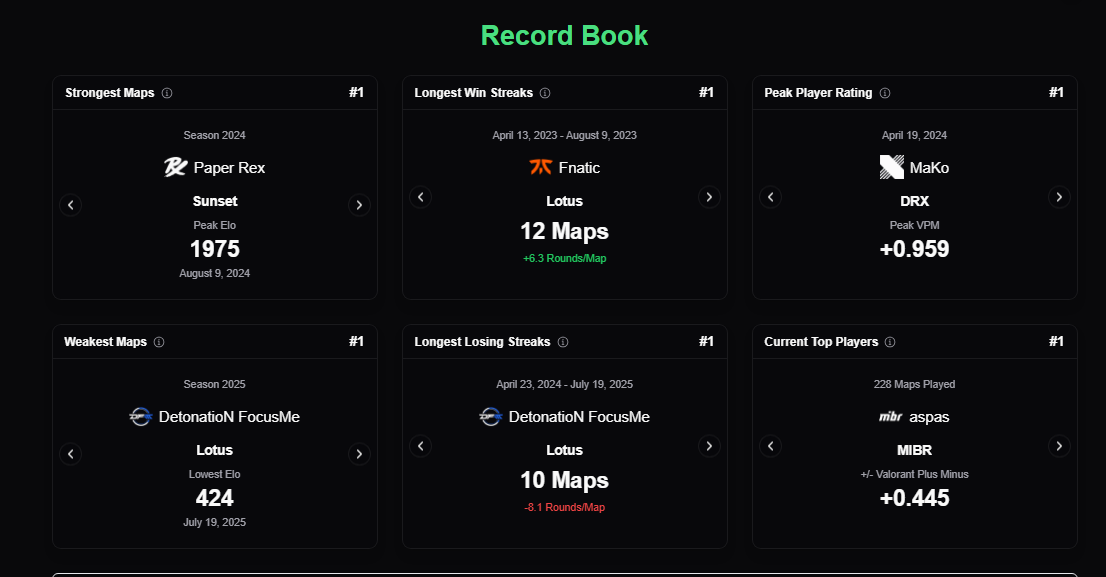 Record Book
Strongest Maps #1
Season 2024
Paper Rex
Sunset
Peak Elo
1975
August 9, 2024
Longest Win Streaks #1
April 13, 2023 - August 9, 2023
Fnatic
Lotus
12 Maps
+6.3 Rounds/Map
Peak Player Rating #1
April 19, 2024
MaKo
DRX
Peak VPM
+0.959
Weakest Maps #1
Season 2025
DetonatioN FocusMe
Lotus
Lowest Elo
424
July 19, 2025
Longest Losing Streaks #1
April 23, 2024 - July 19, 2025
DetonatioN FocusMe
Lotus
10 Maps
-8.1 Rounds/Map
Current Top Players #1
228 Maps Played
mibr aspas
MIBR
+/- Valorant Plus Minus
+0.445